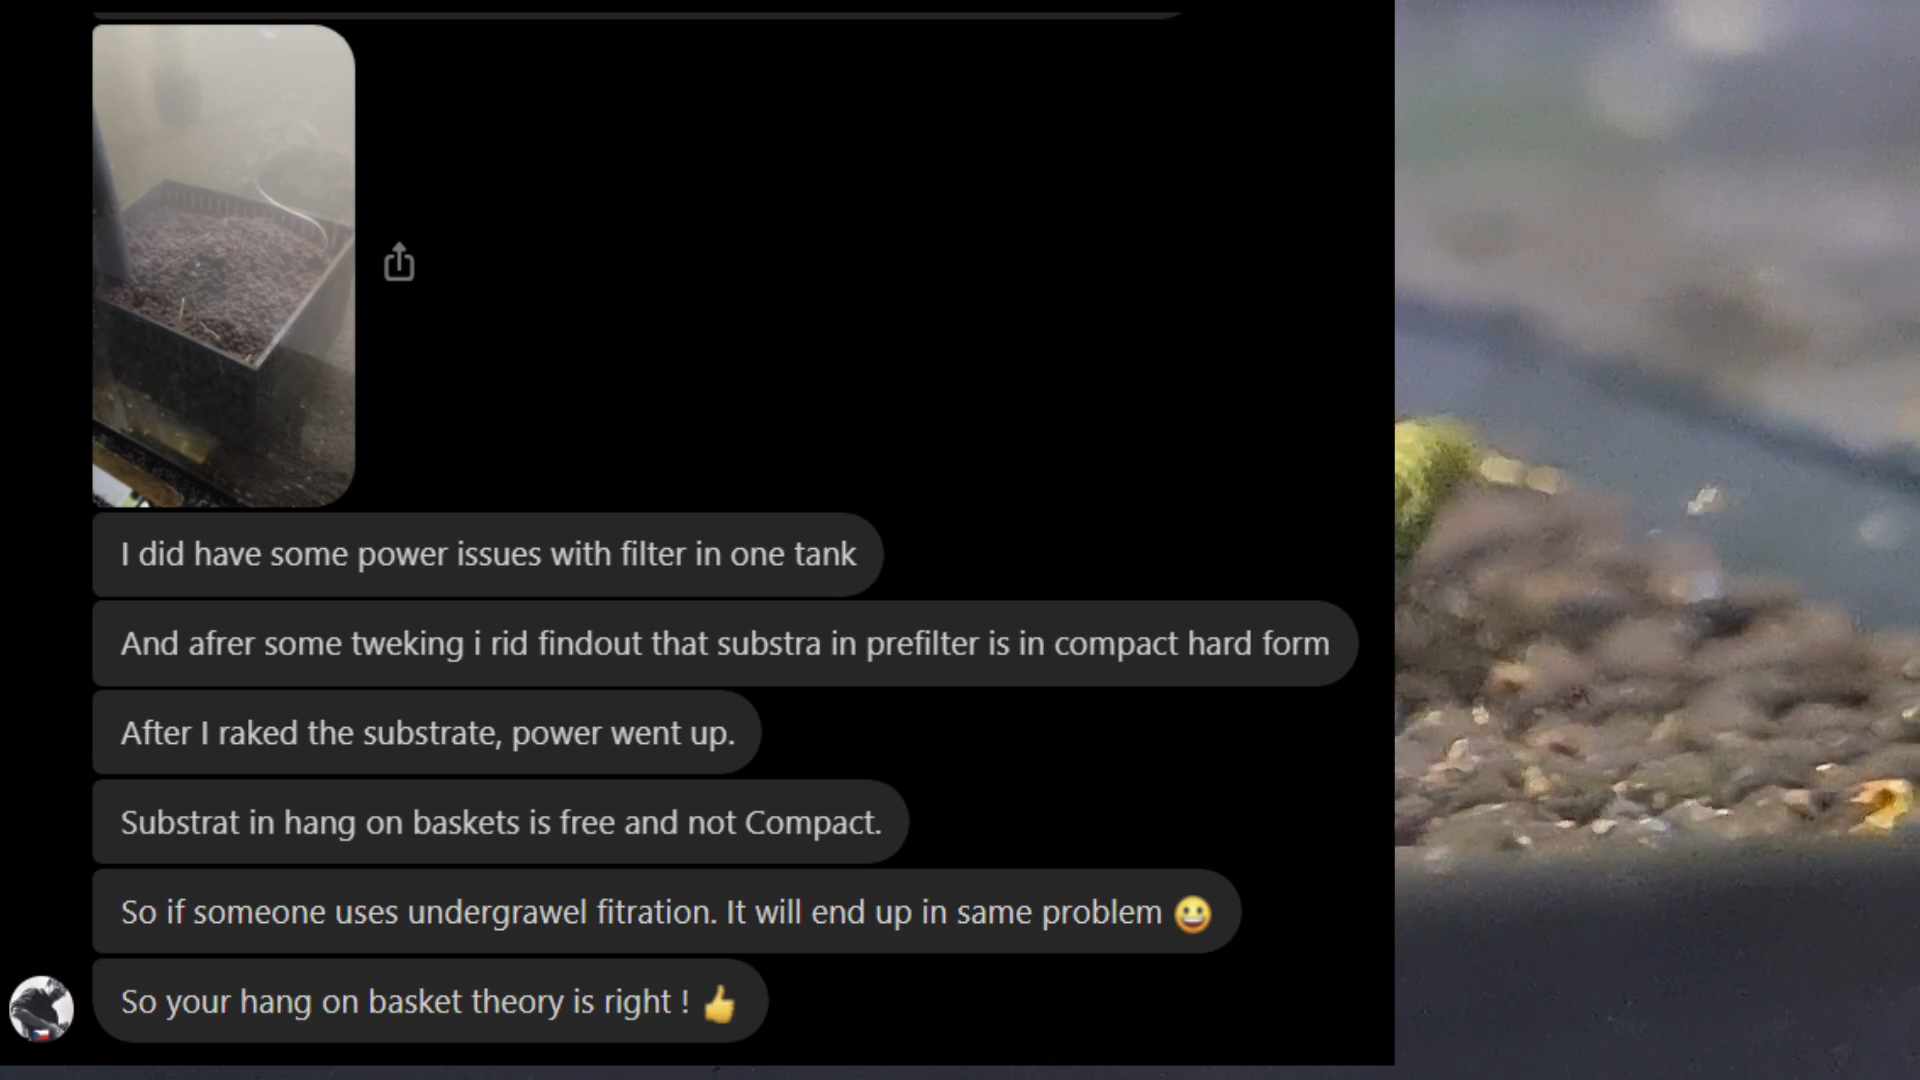 I did have some power issues with filter in one tank
And afrer some tweking i rid findout that substra in prefilter is in compact hard form
After I raked the substrate, power went up.
Substrat in hang on baskets is free and not Compact.
So if someone uses undergrawel fitration. It will end up in same problem 😀
So your hang on basket theory is right ! 👍